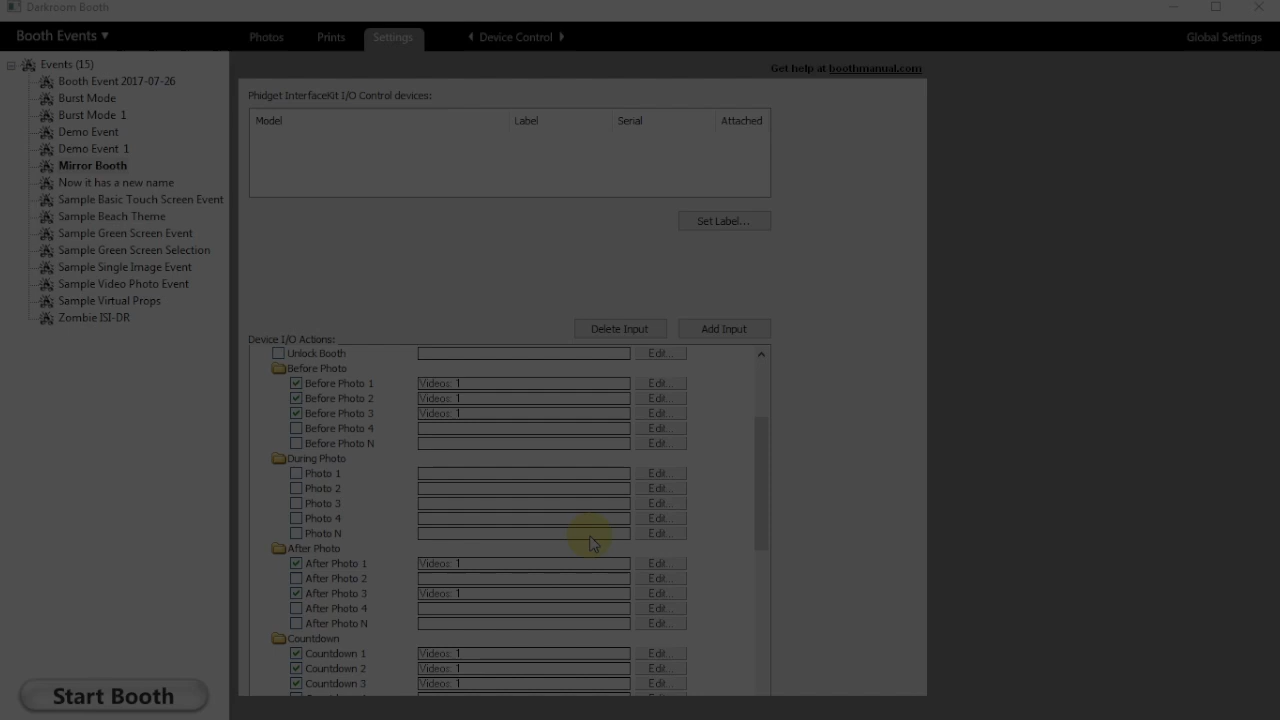 Darkroom Booth
Booth Events ▾ Photos Prints Settings Device Control Global Settings
Get help at boothmanual.com
Events (15)
Booth Event 2017-07-26
Burst Mode
Burst Mode 1
Demo Event
Demo Event 1
Mirror Booth
Now it has a new name
Sample Basic Touch Screen Event
Sample Beach Theme
Sample Green Screen Event
Sample Green Screen Selection
Sample Single Image Event
Sample Video Photo Event
Sample Virtual Props
Zombie ISI-DR
Start Booth
Phidget InterfaceKit I/O Control devices:
Model Label Serial Attached
Set Label...
Delete Input Add Input
Device I/O Actions:
Unlock Booth Edit...
Before Photo
Before Photo 1 Videos: 1 Edit...
Before Photo 2 Videos: 1 Edit...
Before Photo 3 Videos: 1 Edit...
Before Photo 4 Edit...
Before Photo N Edit...
During Photo
Photo 1 Edit...
Photo 2 Edit...
Photo 3 Edit...
Photo 4 Edit...
Photo N Edit...
After Photo
After Photo 1 Videos: 1 Edit...
After Photo 2 Edit...
After Photo 3 Videos: 1 Edit...
After Photo 4 Edit...
After Photo N Edit...
Countdown
Countdown 1 Videos: 1 Edit...
Countdown 2 Videos: 1 Edit...
Countdown 3 Videos: 1 Edit...